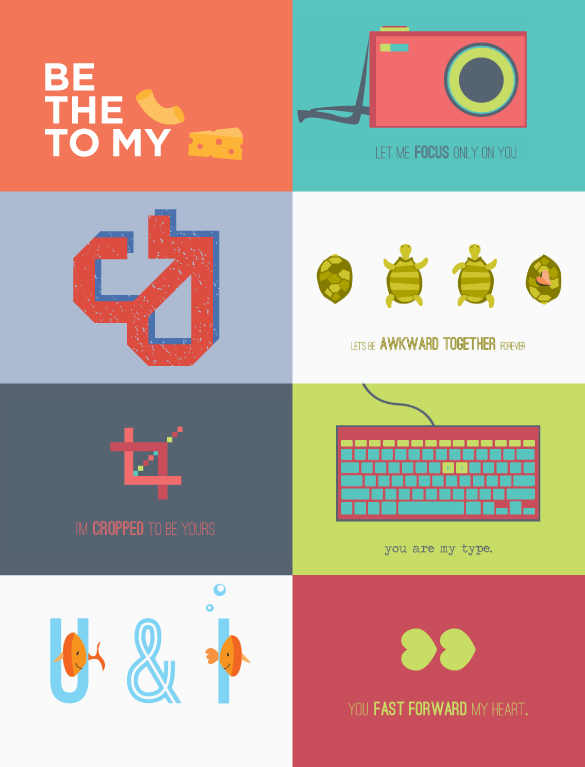 BE
THE
TO MY
LET ME FOCUS ONLY ON YOU.
LET'S BE AWKWARD TOGETHER FOREVER
I'M CROPPED TO BE YOURS.
you are my type.
U & I
YOU FAST FORWARD MY HEART.